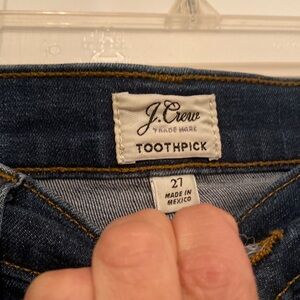 J.Crew
TRADE MARK
TOOTHPICK
27
MADE IN
MEXICO